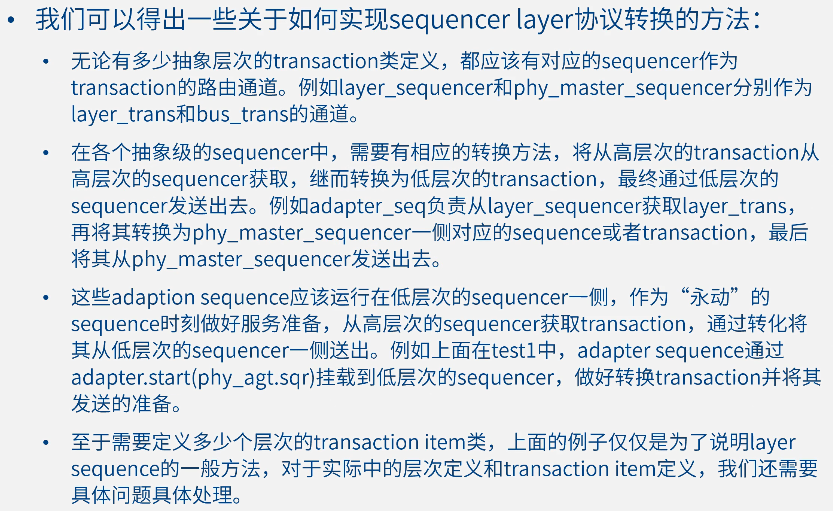 • 我们可以得出一些关于如何实现sequencer layer协议转换的方法：
• 无论有多少抽象层次的transaction类定义，都应该有对应的sequencer作为
transaction的路由通道。例如layer_sequencer和phy_master_sequencer分别作为
layer_trans和bus_trans的通道。
• 在各个抽象级的sequencer中，需要有相应的转换方法，将从高层次的transaction从
高层次的sequencer获取，继而转换为低层次的transaction，最终通过低层次的
sequencer发送出去。例如adapter_seq负责从layer_sequencer获取layer_trans，
再将其转换为phy_master_sequencer一侧对应的sequence或者transaction，最后
将其从phy_master_sequencer发送出去。
• 这些adaption sequence应该运行在低层次的sequencer一侧，作为“永动”的
sequence时刻做好服务准备，从高层次的sequencer获取transaction，通过转化将
其从低层次的sequencer一侧送出。例如上面在test1中，adapter sequence通过
adapter.start(phy_agt.sqr)挂载到低层次的sequencer，做好转换transaction并将其
发送的准备。
• 至于需要定义多少个层次的transaction item类，上面的例子仅仅是为了说明layer
sequence的一般方法，对于实际中的层次定义和transaction item定义，我们还需要
具体问题具体处理。